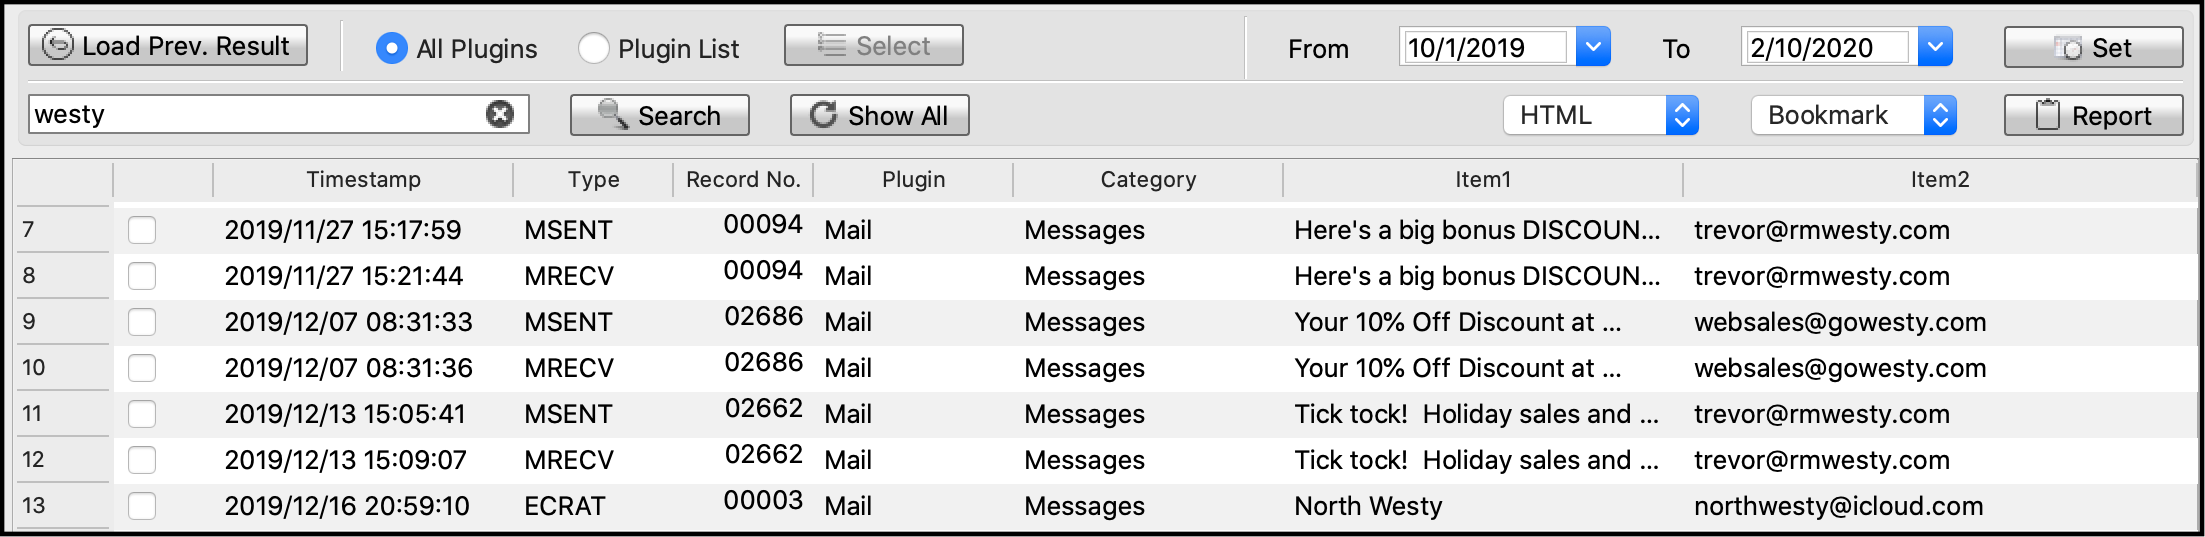 Load Prev. Result All Plugins Plugin List Select From 10/1/2019 To 2/10/2020 Set
westy Search Show All HTML Bookmark Report
Timestamp Type Record No. Plugin Category Item1 Item2
7 2019/11/27 15:17:59 MSENT 00094 Mail Messages Here's a big bonus DISCOUN... trevor@rmwesty.com
8 2019/11/27 15:21:44 MRECV 00094 Mail Messages Here's a big bonus DISCOUN... trevor@rmwesty.com
9 2019/12/07 08:31:33 MSENT 02686 Mail Messages Your 10% Off Discount at ... websales@gowesty.com
10 2019/12/07 08:31:36 MRECV 02686 Mail Messages Your 10% Off Discount at ... websales@gowesty.com
11 2019/12/13 15:05:41 MSENT 02662 Mail Messages Tick tock!  Holiday sales and ... trevor@rmwesty.com
12 2019/12/13 15:09:07 MRECV 02662 Mail Messages Tick tock!  Holiday sales and ... trevor@rmwesty.com
13 2019/12/16 20:59:10 ECRAT 00003 Mail Messages North Westy northwesty@icloud.com